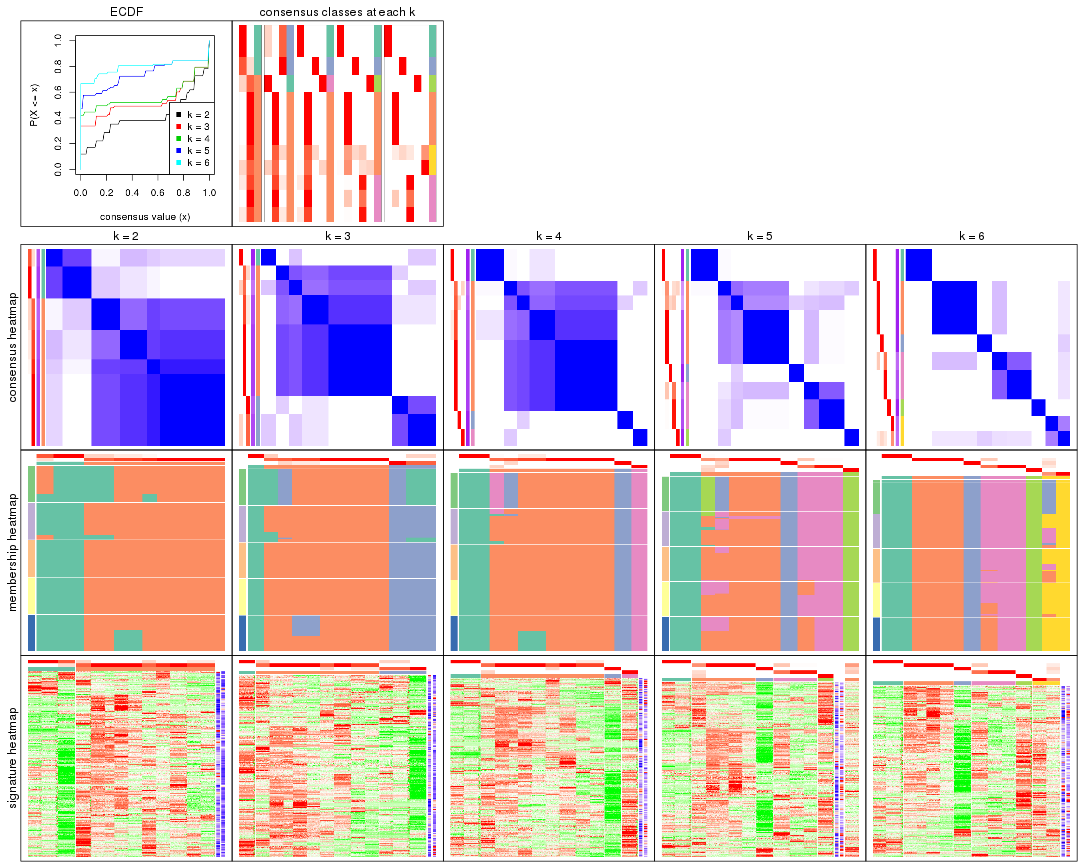 ECDF
consensus classes at each k
P(X <= x)
0.0 0.2 0.4 0.6 0.8 1.0
k = 2
k = 3
k = 4
k = 5
k = 6
0.0 0.2 0.4 0.6 0.8 1.0
consensus value (x)
k = 2
k = 3
k = 4
k = 5
k = 6
consensus heatmap
membership heatmap
signature heatmap